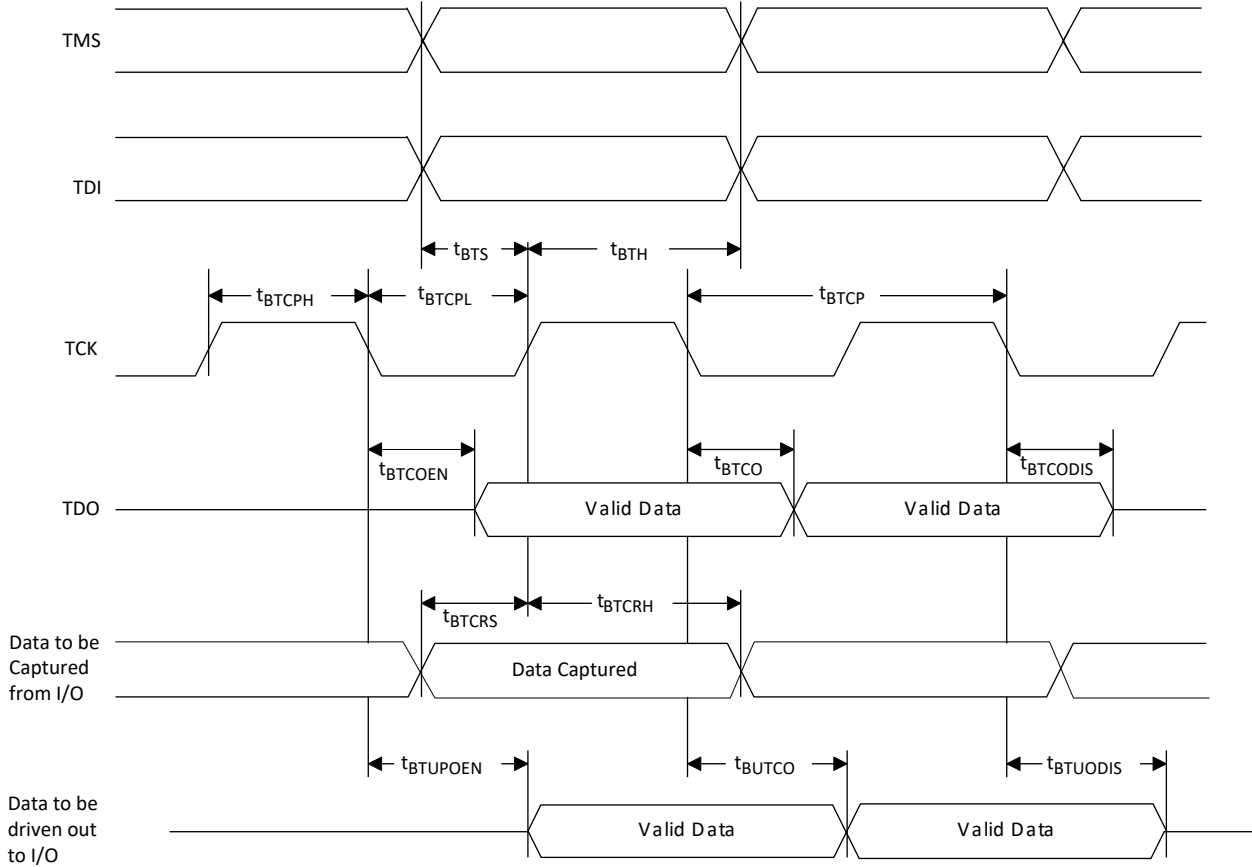 TMS
TDI
tBTS
tBTH
tBTCPH
tBTCPL
tBTCP
TCK
tBTCOEN
tBTCO
tBTCODIS
TDO
Valid Data
Valid Data
tBTCRS
tBTCRH
Data to be
Captured
from I/O
Data Captured
tBTUPOEN
tBUTCO
tBTUODIS
Data to be
driven out
to I/O
Valid Data
Valid Data